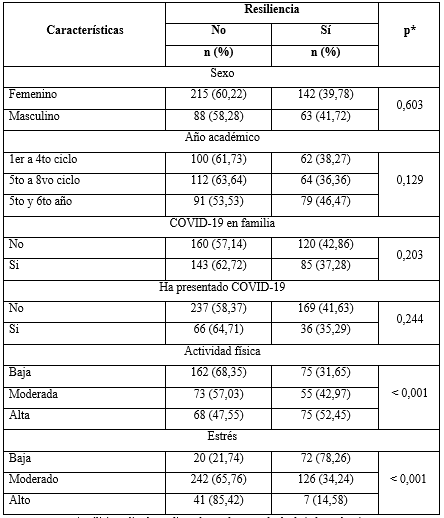 Características Resiliencia p*
No Sí
n (%) n (%)
Sexo
Femenino 215 (60,22) 142 (39,78) 0,603
Masculino 88 (58,28) 63 (41,72)
Año académico
1er a 4to ciclo 100 (61,73) 62 (38,27) 0,129
5to a 8vo ciclo 112 (63,64) 64 (36,36)
5to y 6to año 91 (53,53) 79 (46,47)
COVID-19 en familia
No 160 (57,14) 120 (42,86) 0,203
Si 143 (62,72) 85 (37,28)
Ha presentado COVID-19
No 237 (58,37) 169 (41,63) 0,244
Si 66 (64,71) 36 (35,29)
Actividad física
Baja 162 (68,35) 75 (31,65) < 0,001
Moderada 73 (57,03) 55 (42,97)
Alta 68 (47,55) 75 (52,45)
Estrés
Baja 20 (21,74) 72 (78,26) < 0,001
Moderado 242 (65,76) 126 (34,24)
Alto 41 (85,42) 7 (14,58)